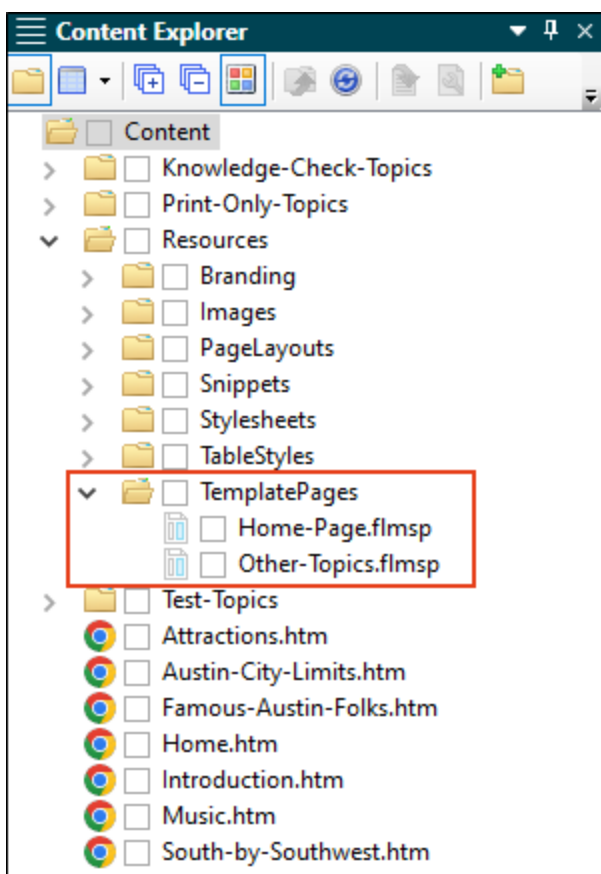 Content Explorer
Content
Knowledge-Check-Topics
Print-Only-Topics
Resources
Branding
Images
PageLayouts
Snippets
Stylesheets
TableStyles
TemplatePages
Home-Page.flmsp
Other-Topics.flmsp
Test-Topics
Attractions.htm
Austin-City-Limits.htm
Famous-Austin-Folks.htm
Home.htm
Introduction.htm
Music.htm
South-by-Southwest.htm